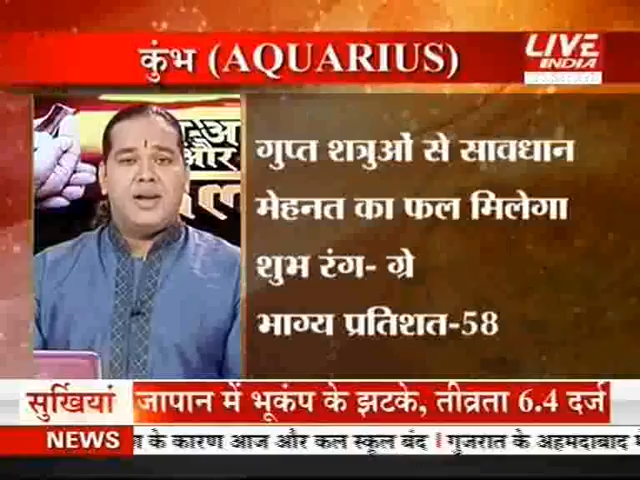 कुंभ (AQUARIUS)
LIVE
INDIA
गुप्त शत्रुओं से सावधान
मेहनत का फल मिलेगा
शुभ रंग- ग्रे
भाग्य प्रतिशत-58
सुर्खियां
जापान में भूकंप के झटके, तीव्रता 6.4 दर्ज
NEWS
के कारण आज और कल स्कूल बंद । गुजरात के अहमदाबाद